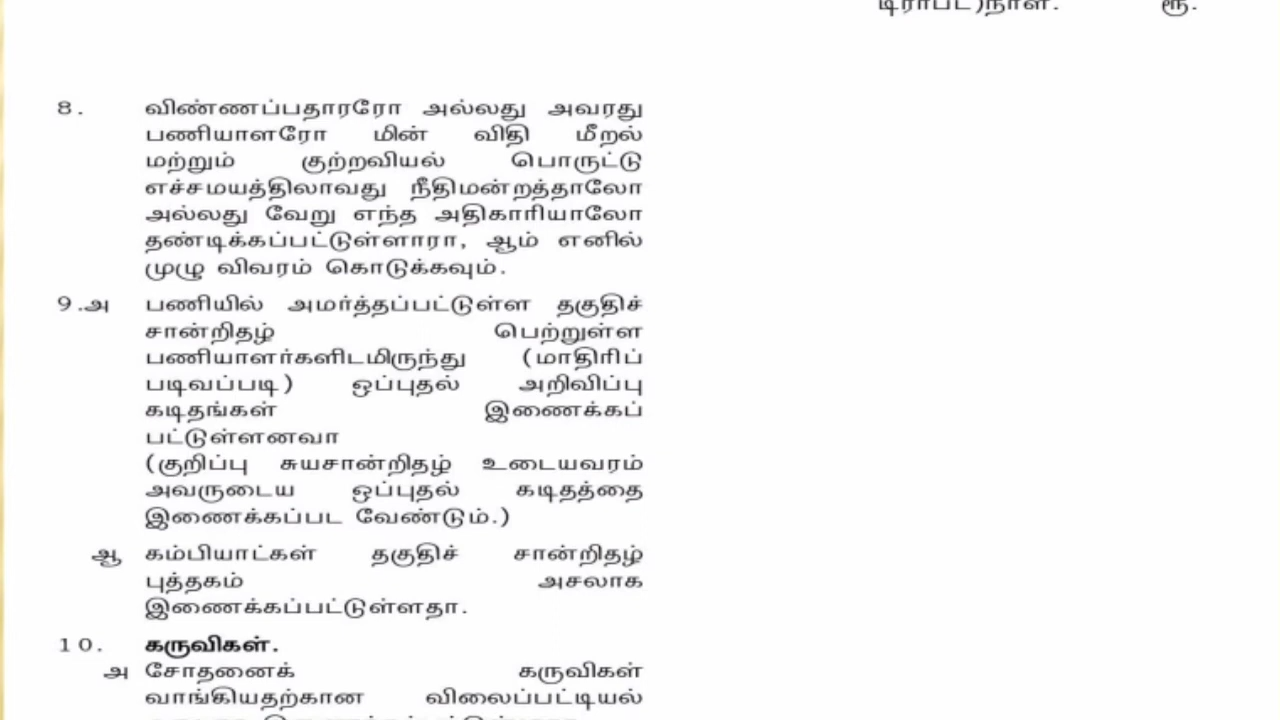 டிராபட்)நாள். ரூ.
8. விண்ணப்பதாரரோ அல்லது அவரது
பணியாளரோ மின் விதி மீறல்
மற்றும் குற்றவியல் பொருட்டு
எச்சமயத்திலாவது நீதிமன்றத்தாலோ
அல்லது வேறு எந்த அதிகாரியாலோ
தண்டிக்கப்பட்டுள்ளாரா, ஆம் எனில்
முழு விவரம் கொடுக்கவும்.
9.அ பணியில் அமர்த்தப்பட்டுள்ள தகுதிச்
சான்றிதழ் பெற்றுள்ள
பணியாளர்களிடமிருந்து (மாதிரிப்
படிவப்படி) ஒப்புதல் அறிவிப்பு
கடிதங்கள் இணைக்கப்
பட்டுள்ளனவா
(குறிப்பு சுயசான்றிதழ் உடையவரம்
அவருடைய ஒப்புதல் கடிதத்தை
இணைக்கப்பட வேண்டும்.)
ஆ கம்பியாட்கள் தகுதிச் சான்றிதழ்
புத்தகம் அசலாக
இணைக்கப்பட்டுள்ளதா.
10. கருவிகள்.
அ சோதனைக் கருவிகள்
வாங்கியதற்கான விலைப்பட்டியல்